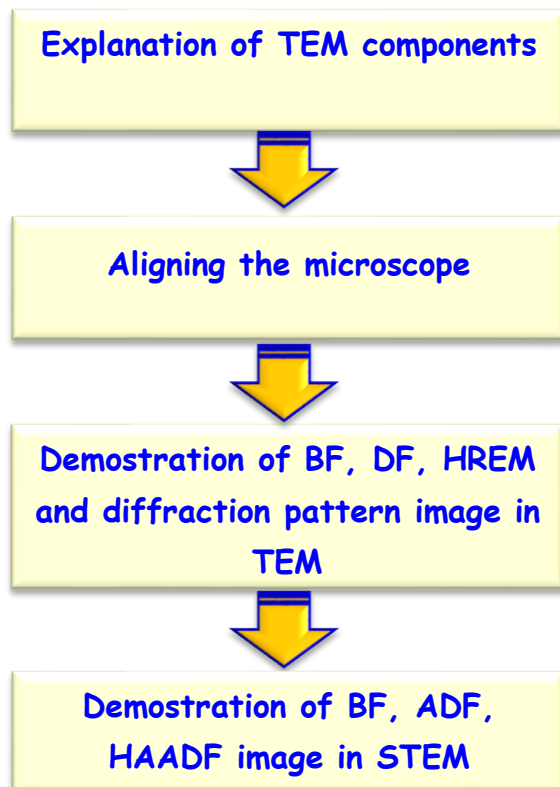 Explanation of TEM components
Aligning the microscope
Demostration of BF, DF, HREM
and diffraction pattern image in
TEM
Demostration of BF, ADF,
HAADF image in STEM